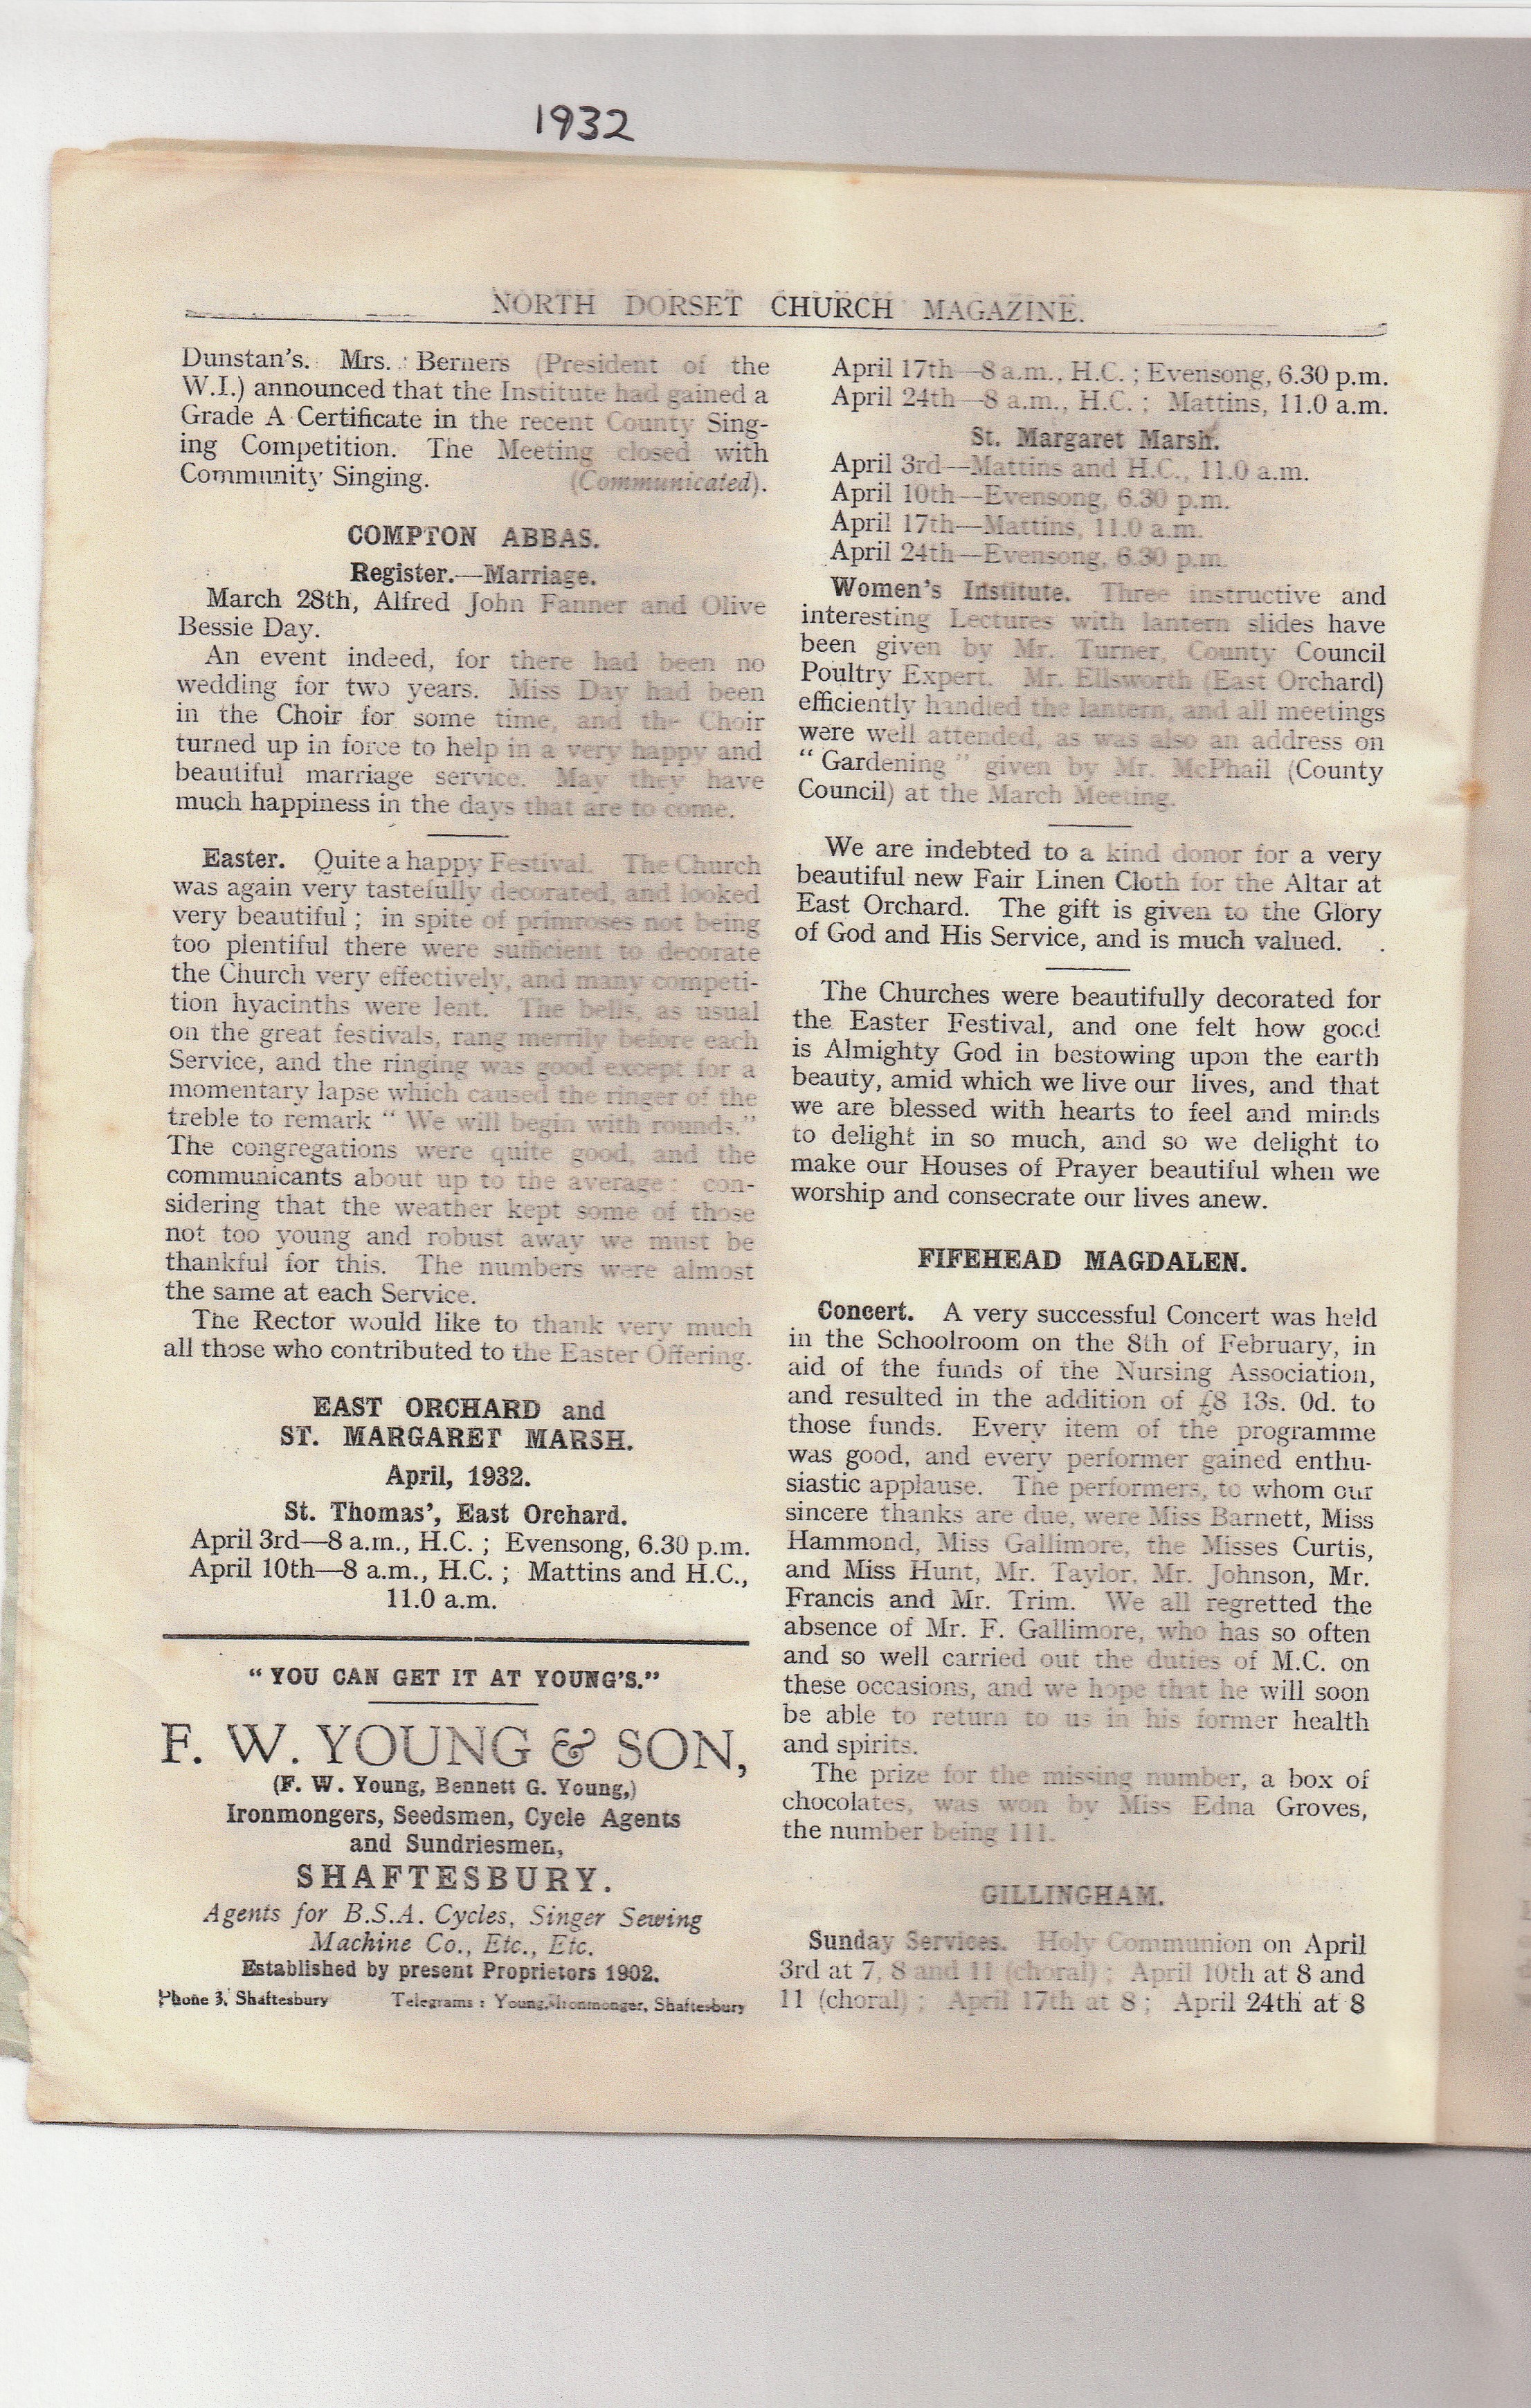 1932
NORTH DORSET CHURCH MAGAZINE.
Dunstan's. Mrs. Berners (President of the
W.I.) announced that the Institute had gained a
Grade A Certificate in the recent County Sing-
ing Competition. The Meeting closed with
Community Singing. (Communicated).
COMPTON ABBAS.
Register.—Marriage.
March 28th, Alfred John Fanner and Olive
Bessie Day.
An event indeed, for there had been no
wedding for two years. Miss Day had been
in the Choir for some time, and the Choir
turned up in force to help in a very happy and
beautiful marriage service. May they have
much happiness in the days that are to come.
Easter. Quite a happy Festival. The Church
was again very tastefully decorated, and looked
very beautiful ; in spite of primroses not being
too plentiful there were sufficient to decorate
the Church very effectively, and many competi-
tion hyacinths were lent. The bells, as usual
on the great festivals, rang merrily before each
Service, and the ringing was good except for a
momentary lapse which caused the ringer of the
treble to remark " We will begin with rounds."
The congregations were quite good, and the
communicants about up to the average : con-
sidering that the weather kept some of those
not too young and robust away we must be
thankful for this. The numbers were almost
the same at each Service.
The Rector would like to thank very much
all those who contributed to the Easter Offering.
EAST ORCHARD and
ST. MARGARET MARSH.
April, 1932.
St. Thomas', East Orchard.
April 3rd—8 a.m., H.C. ; Evensong, 6.30 p.m.
April 10th—8 a.m., H.C. ; Mattins and H.C.,
11.0 a.m.
" YOU CAN GET IT AT YOUNG'S."
F. W. YOUNG & SON,
(F. W. Young, Bennett G. Young,)
Ironmongers, Seedsmen, Cycle Agents
and Sundriesmen,
SHAFTESBURY.
Agents for B.S.A. Cycles, Singer Sewing
Machine Co., Etc., Etc.
Established by present Proprietors 1902.
Phone 3, Shaftesbury Telegrams : Young, Ironmonger, Shaftesbury
April 17th—8 a.m., H.C. ; Evensong, 6.30 p.m.
April 24th—8 a.m., H.C. ; Mattins, 11.0 a.m.
St. Margaret Marsh.
April 3rd—Mattins and H.C., 11.0 a.m.
April 10th—Evensong, 6.30 p.m.
April 17th—Mattins, 11.0 a.m.
April 24th—Evensong, 6.30 p.m.
Women's Institute. Three instructive and
interesting Lectures with lantern slides have
been given by Mr. Turner, County Council
Poultry Expert. Mr. Ellsworth (East Orchard)
efficiently handled the lantern, and all meetings
were well attended, as was also an address on
" Gardening " given by Mr. McPhail (County
Council) at the March Meeting.
We are indebted to a kind donor for a very
beautiful new Fair Linen Cloth for the Altar at
East Orchard. The gift is given to the Glory
of God and His Service, and is much valued.
The Churches were beautifully decorated for
the Easter Festival, and one felt how good
is Almighty God in bestowing upon the earth
beauty, amid which we live our lives, and that
we are blessed with hearts to feel and minds
to delight in so much, and so we delight to
make our Houses of Prayer beautiful when we
worship and consecrate our lives anew.
FIFEHEAD MAGDALEN.
Concert. A very successful Concert was held
in the Schoolroom on the 8th of February, in
aid of the funds of the Nursing Association,
and resulted in the addition of £8 13s. 0d. to
those funds. Every item of the programme
was good, and every performer gained enthu-
siastic applause. The performers, to whom our
sincere thanks are due, were Miss Barnett, Miss
Hammond, Miss Gallimore, the Misses Curtis,
and Miss Hunt, Mr. Taylor, Mr. Johnson, Mr.
Francis and Mr. Trim. We all regretted the
absence of Mr. F. Gallimore, who has so often
and so well carried out the duties of M.C. on
these occasions, and we hope that he will soon
be able to return to us in his former health
and spirits.
The prize for the missing number, a box of
chocolates, was won by Miss Edna Groves,
the number being 111.
GILLINGHAM.
Sunday Services. Holy Communion on April
3rd at 7, 8 and 11 (choral) ; April 10th at 8 and
11 (choral) ; April 17th at 8 ; April 24th at 8